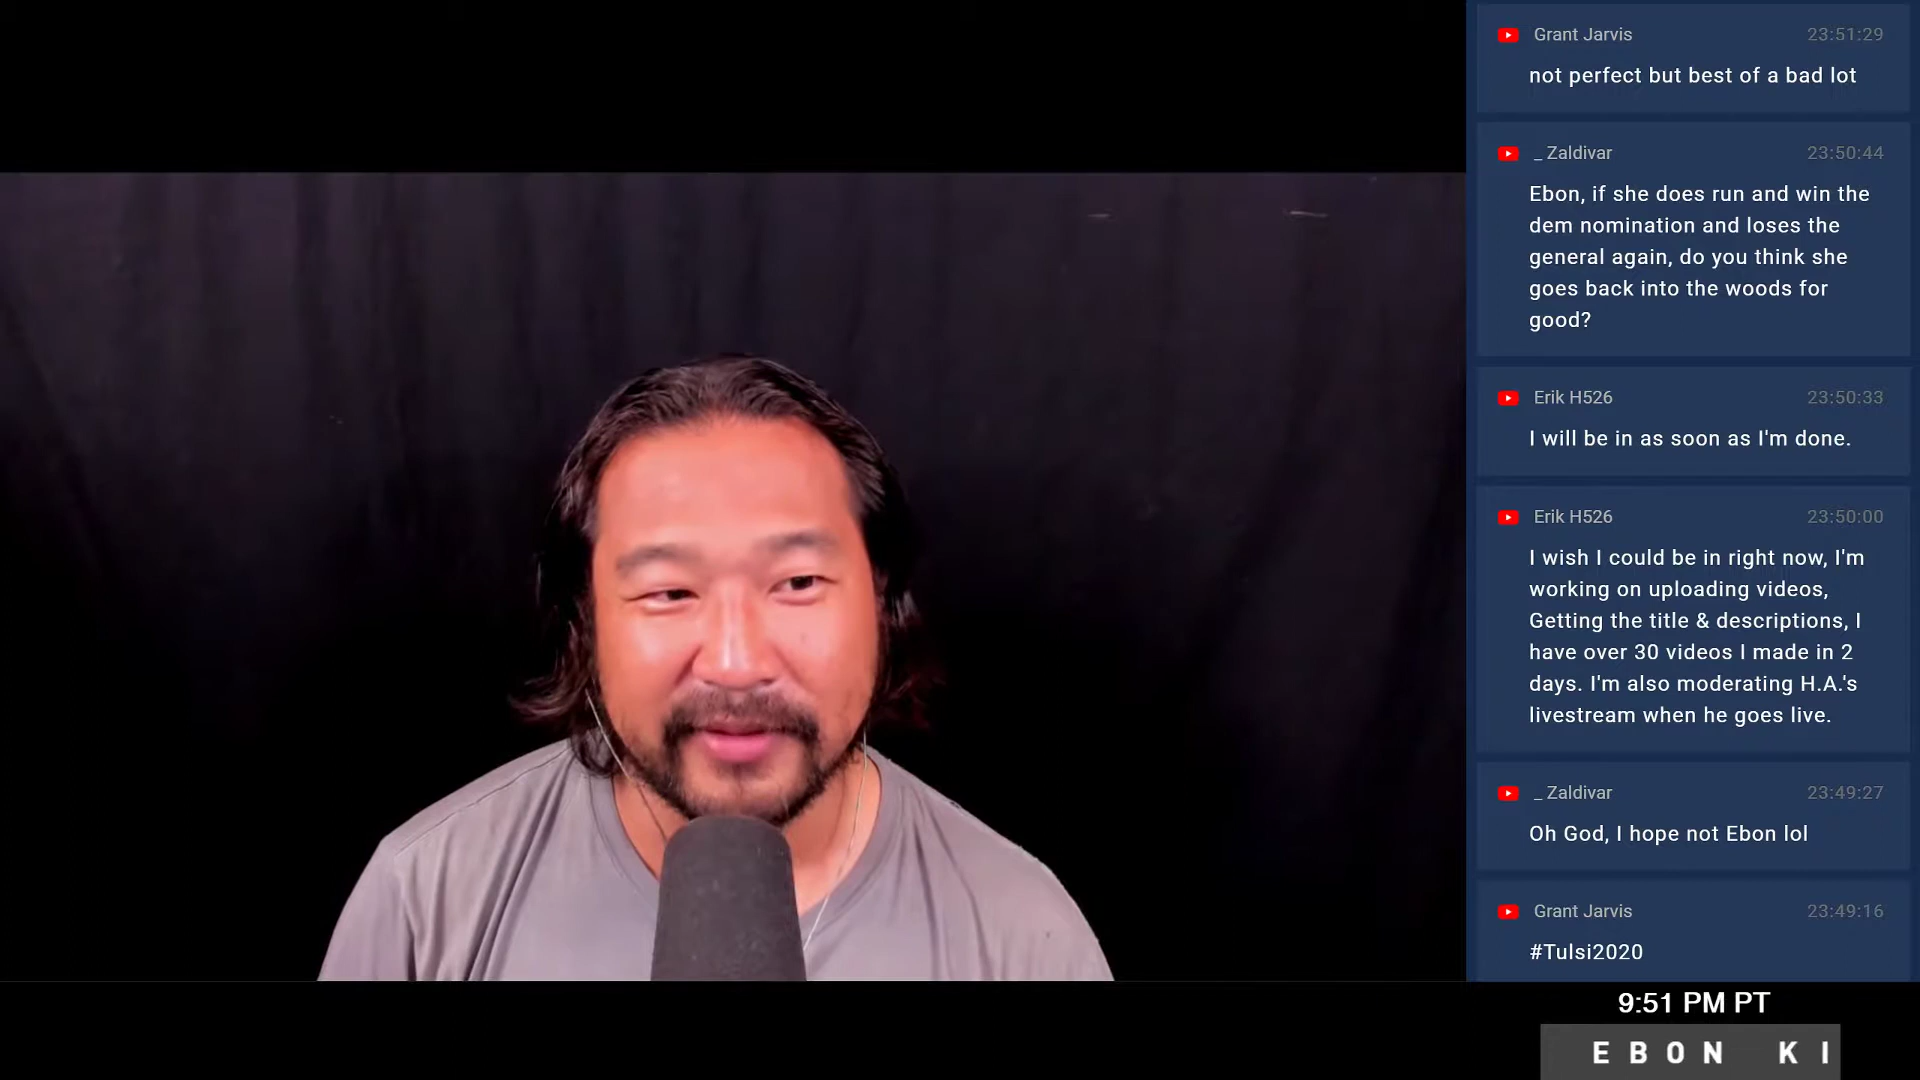 Grant Jarvis 23:51:29
not perfect but best of a bad lot
_ Zaldivar 23:50:44
Ebon, if she does run and win the
dem nomination and loses the
general again, do you think she
goes back into the woods for
good?
Erik H526 23:50:33
I will be in as soon as I'm done.
Erik H526 23:50:00
I wish I could be in right now, I'm
working on uploading videos,
Getting the title & descriptions, I
have over 30 videos I made in 2
days. I'm also moderating H.A.'s
livestream when he goes live.
_ Zaldivar 23:49:27
Oh God, I hope not Ebon lol
Grant Jarvis 23:49:16
#Tulsi2020
9:51 PM PT
EBON KI